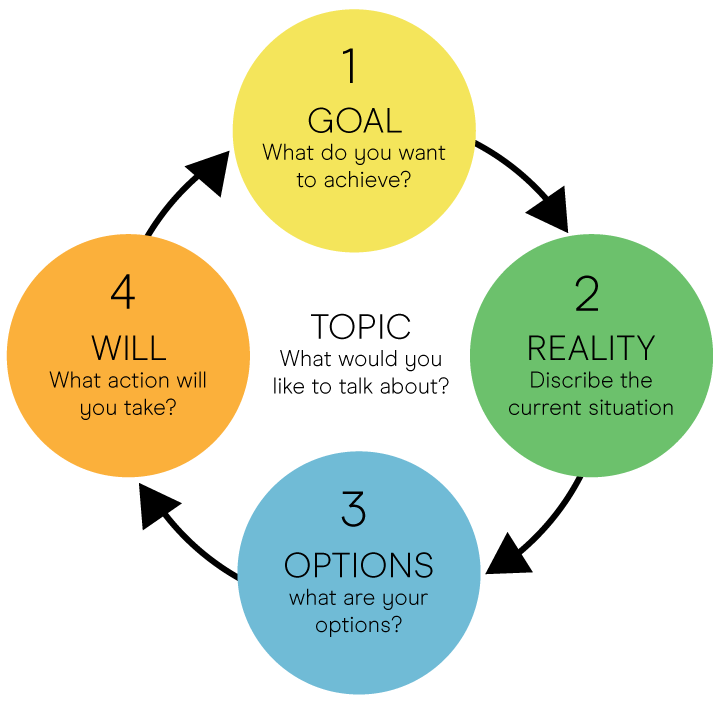 1
GOAL
What do you want
to achieve?
2
REALITY
Discribe the
current situation
3
OPTIONS
what are your
options?
4
WILL
What action will
you take?
TOPIC
What would you
like to talk about?